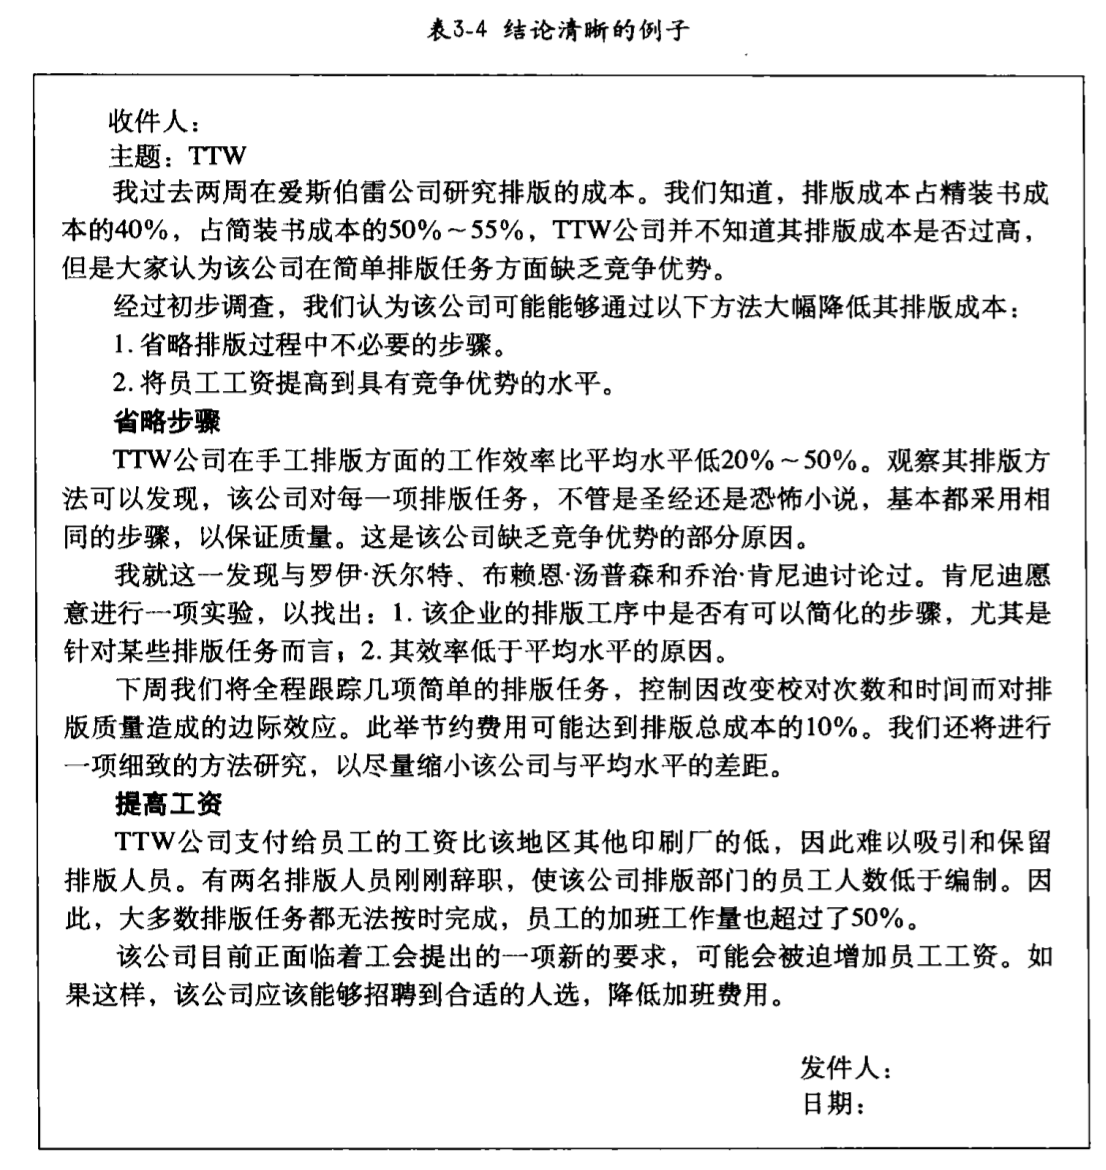 表3-4 结论清晰的例子
收件人：
主题：TTW
我过去两周在爱斯伯雷公司研究排版的成本。我们知道，排版成本占精装书成
本的40%，占简装书成本的50%～55%，TTW公司并不知道其排版成本是否过高，
但是大家认为该公司在简单排版任务方面缺乏竞争优势。
经过初步调查，我们认为该公司可能能够通过以下方法大幅降低其排版成本：
1. 省略排版过程中不必要的步骤。
2. 将员工工资提高到具有竞争优势的水平。
省略步骤
TTW公司在手工排版方面的工作效率比平均水平低20%～50%。观察其排版方
法可以发现，该公司对每一项排版任务，不管是圣经还是恐怖小说，基本都采用相
同的步骤，以保证质量。这是该公司缺乏竞争优势的部分原因。
我就这一发现与罗伊·沃尔特、布赖恩·汤普森和乔治·肯尼迪讨论过。肯尼迪愿
意进行一项实验，以找出：1. 该企业的排版工序中是否有可以简化的步骤，尤其是
针对某些排版任务而言；2. 其效率低于平均水平的原因。
下周我们将全程跟踪几项简单的排版任务，控制因改变校对次数和时间而对排
版质量造成的边际效应。此举节约费用可能达到排版总成本的10%。我们还将进行
一项细致的方法研究，以尽量缩小该公司与平均水平的差距。
提高工资
TTW公司支付给员工的工资比该地区其他印刷厂的低，因此难以吸引和保留
排版人员。有两名排版人员刚刚辞职，使该公司排版部门的员工人数低于编制。因
此，大多数排版任务都无法按时完成，员工的加班工作量也超过了50%。
该公司目前正面临着工会提出的一项新的要求，可能会被迫增加员工工资。如
果这样，该公司应该能够招聘到合适的人选，降低加班费用。
发件人：
日期：